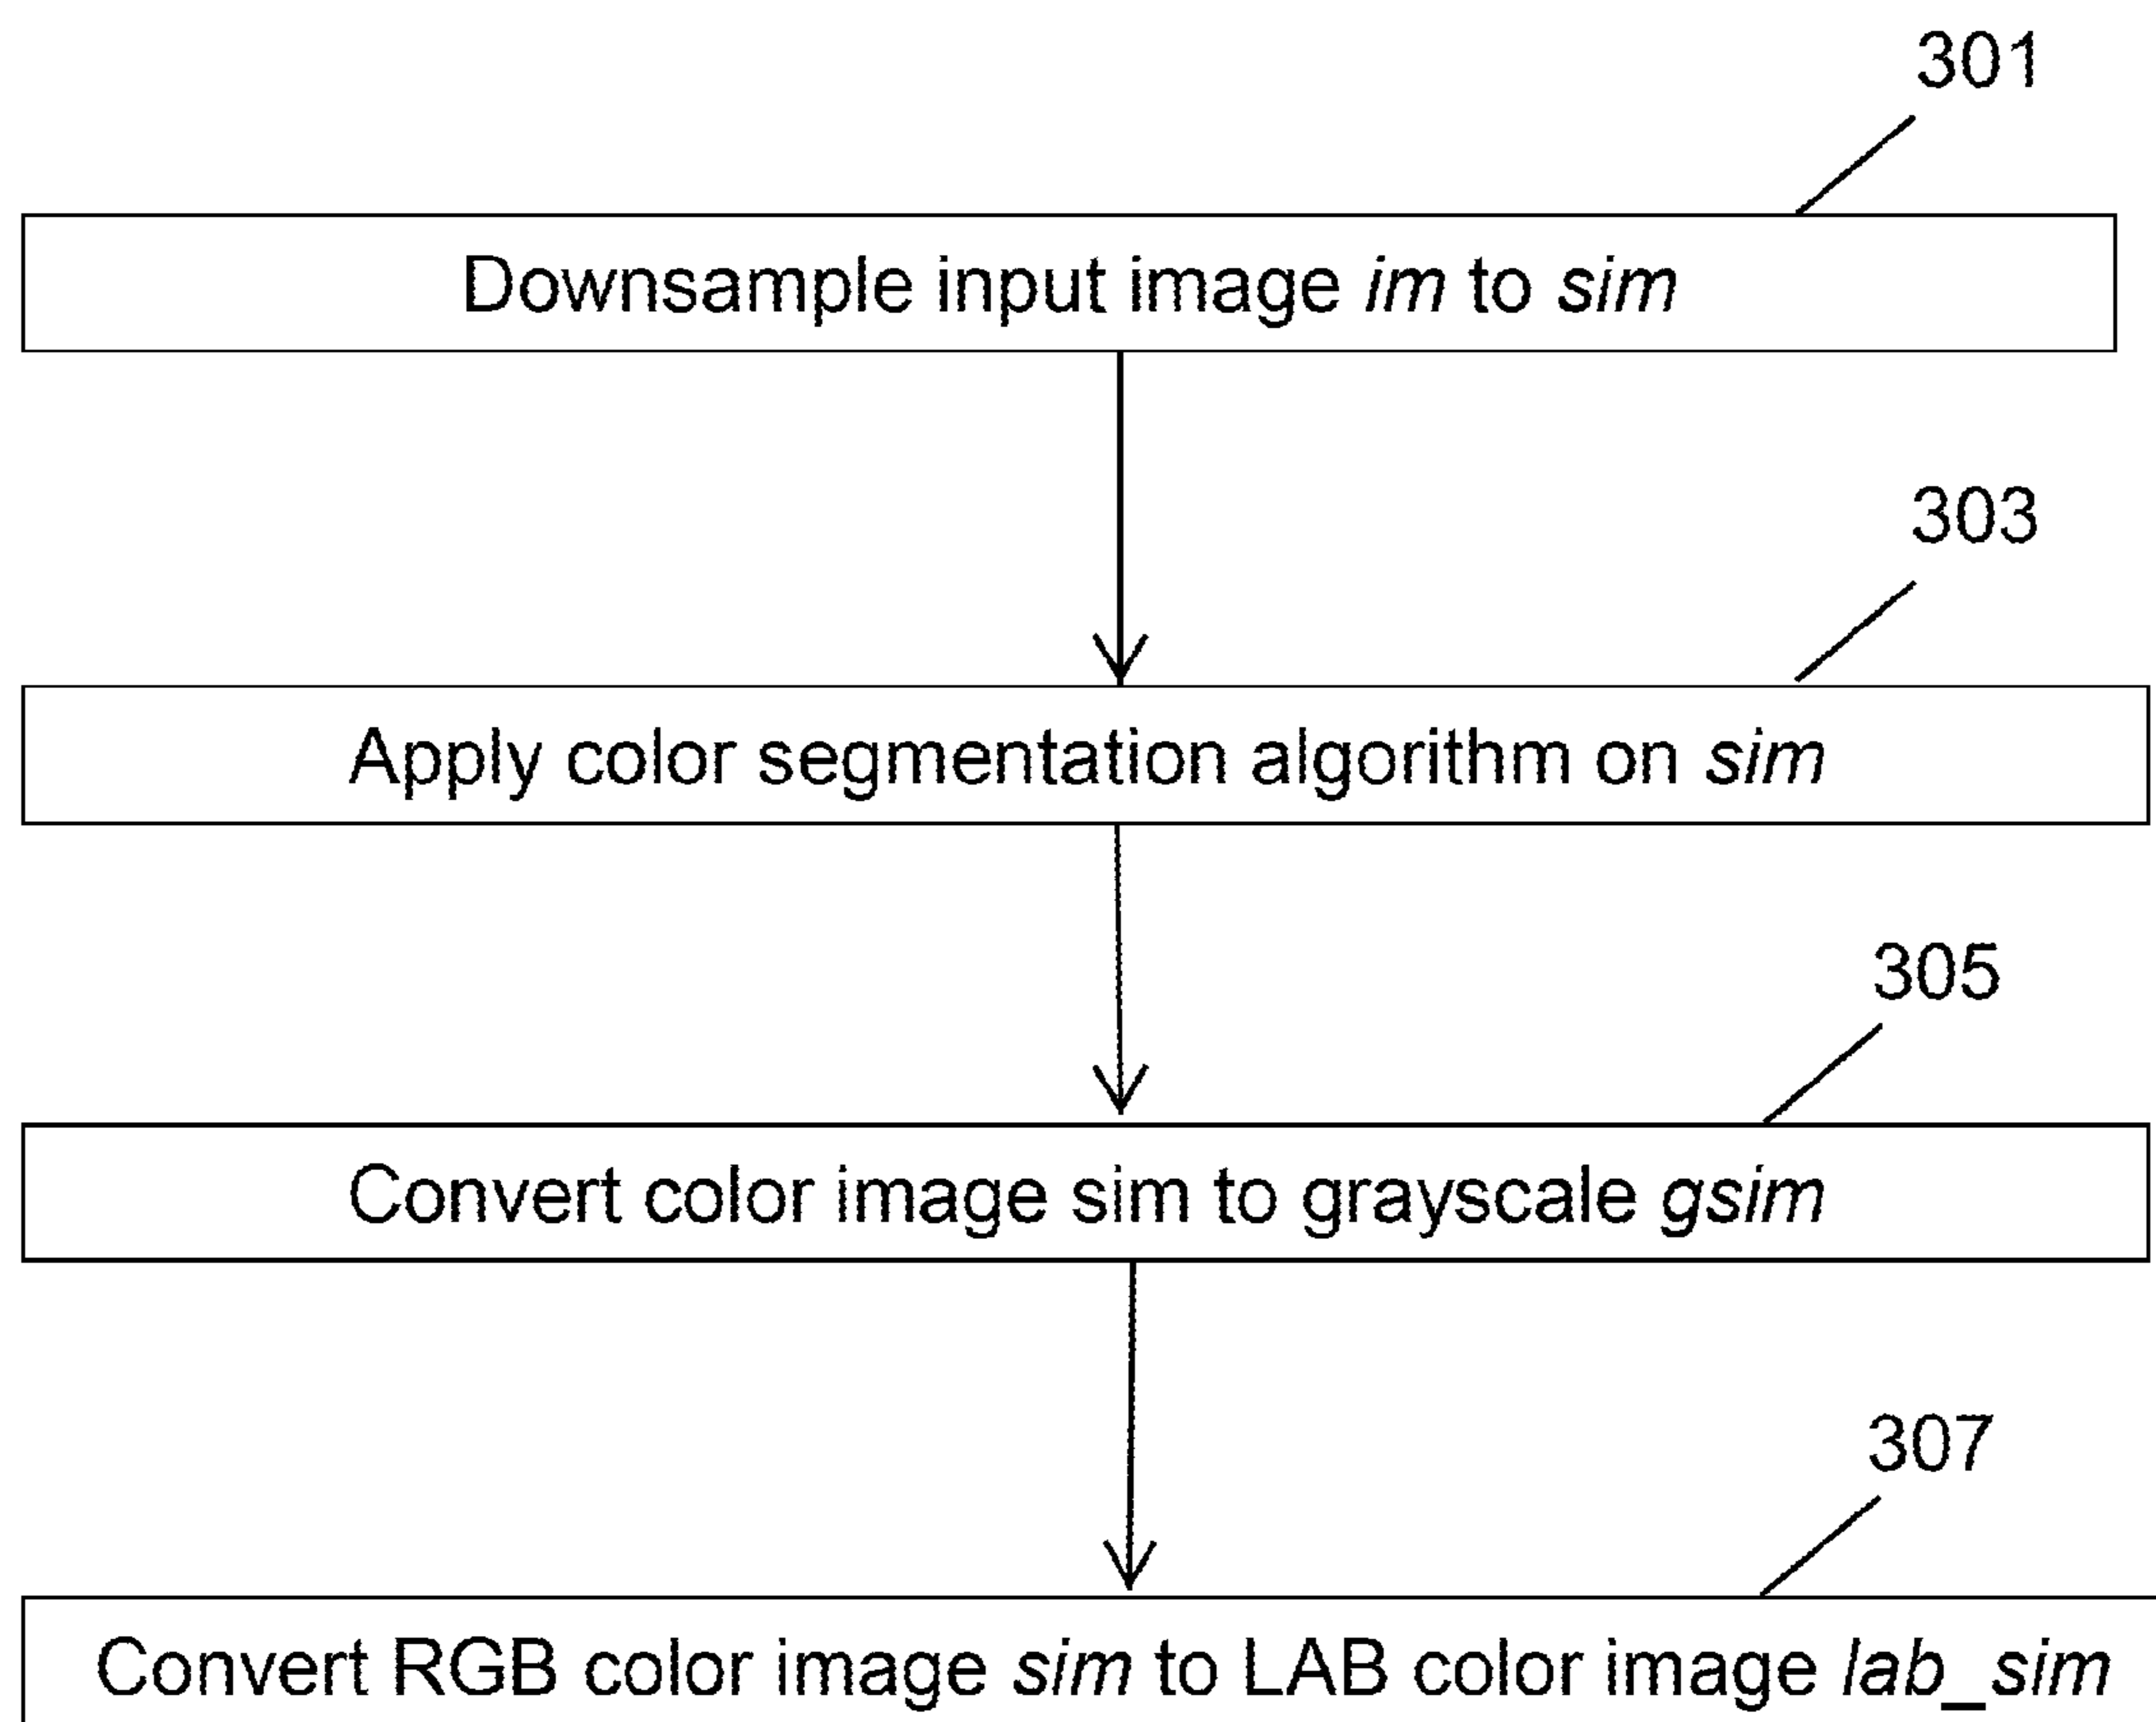 301
Downsample input image im to sim
303
Apply color segmentation algorithm on sim
305
Convert color image sim to grayscale gsim
307
Convert RGB color image sim to LAB color image lab_sim